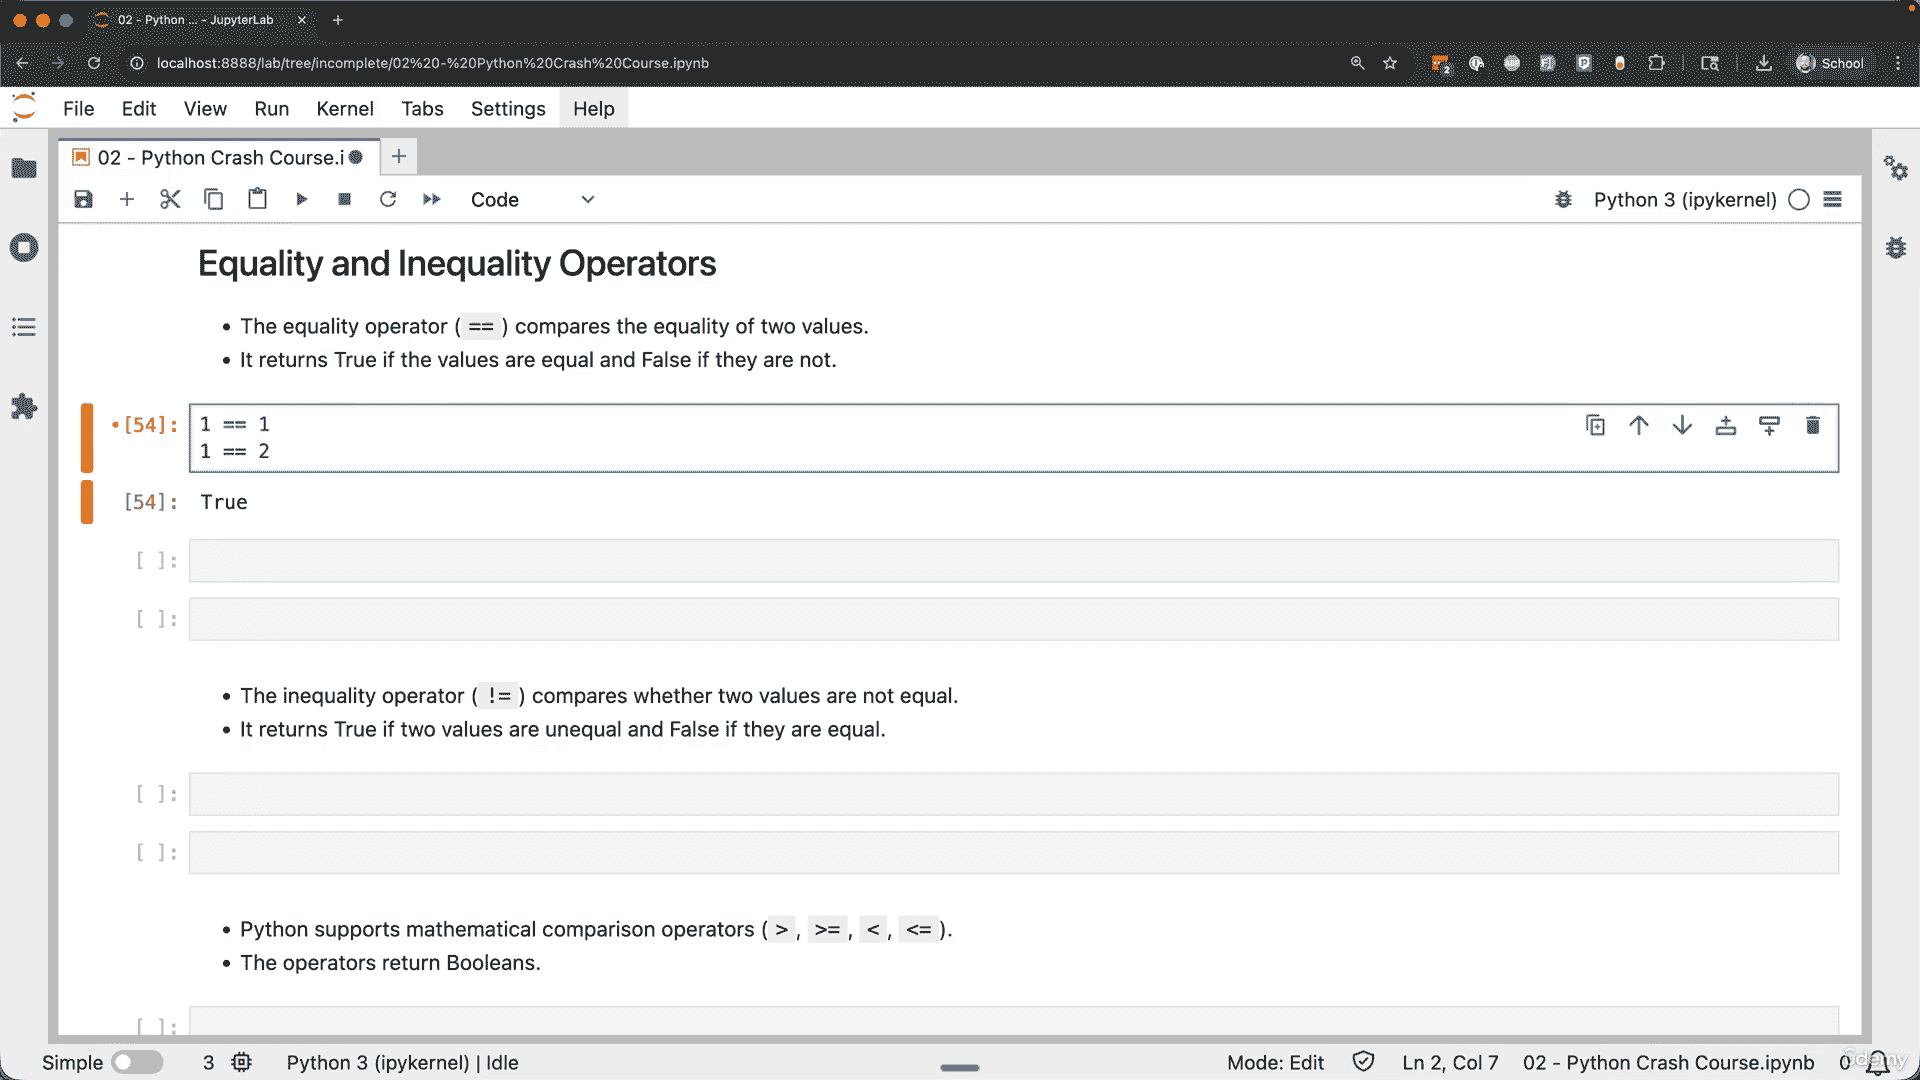 02 - Python ... - JupyterLab
localhost:8888/lab/tree/incomplete/02%20-%20Python%20Crash%20Course.ipynb
2
School
File Edit View Run Kernel Tabs Settings Help
02 - Python Crash Course.i
Code
Python 3 (ipykernel)
Equality and Inequality Operators
• The equality operator ( == ) compares the equality of two values.
• It returns True if the values are equal and False if they are not.
[54]: 1 == 1
1 == 2
[54]: True
[ ]:
[ ]:
• The inequality operator ( != ) compares whether two values are not equal.
• It returns True if two values are unequal and False if they are equal.
[ ]:
[ ]:
• Python supports mathematical comparison operators ( > , >= , < , <= ).
• The operators return Booleans.
[ ]:
Simple 3 Python 3 (ipykernel) | Idle Mode: Edit Ln 2, Col 7 02 - Python Crash Course.ipynb 0
udemy